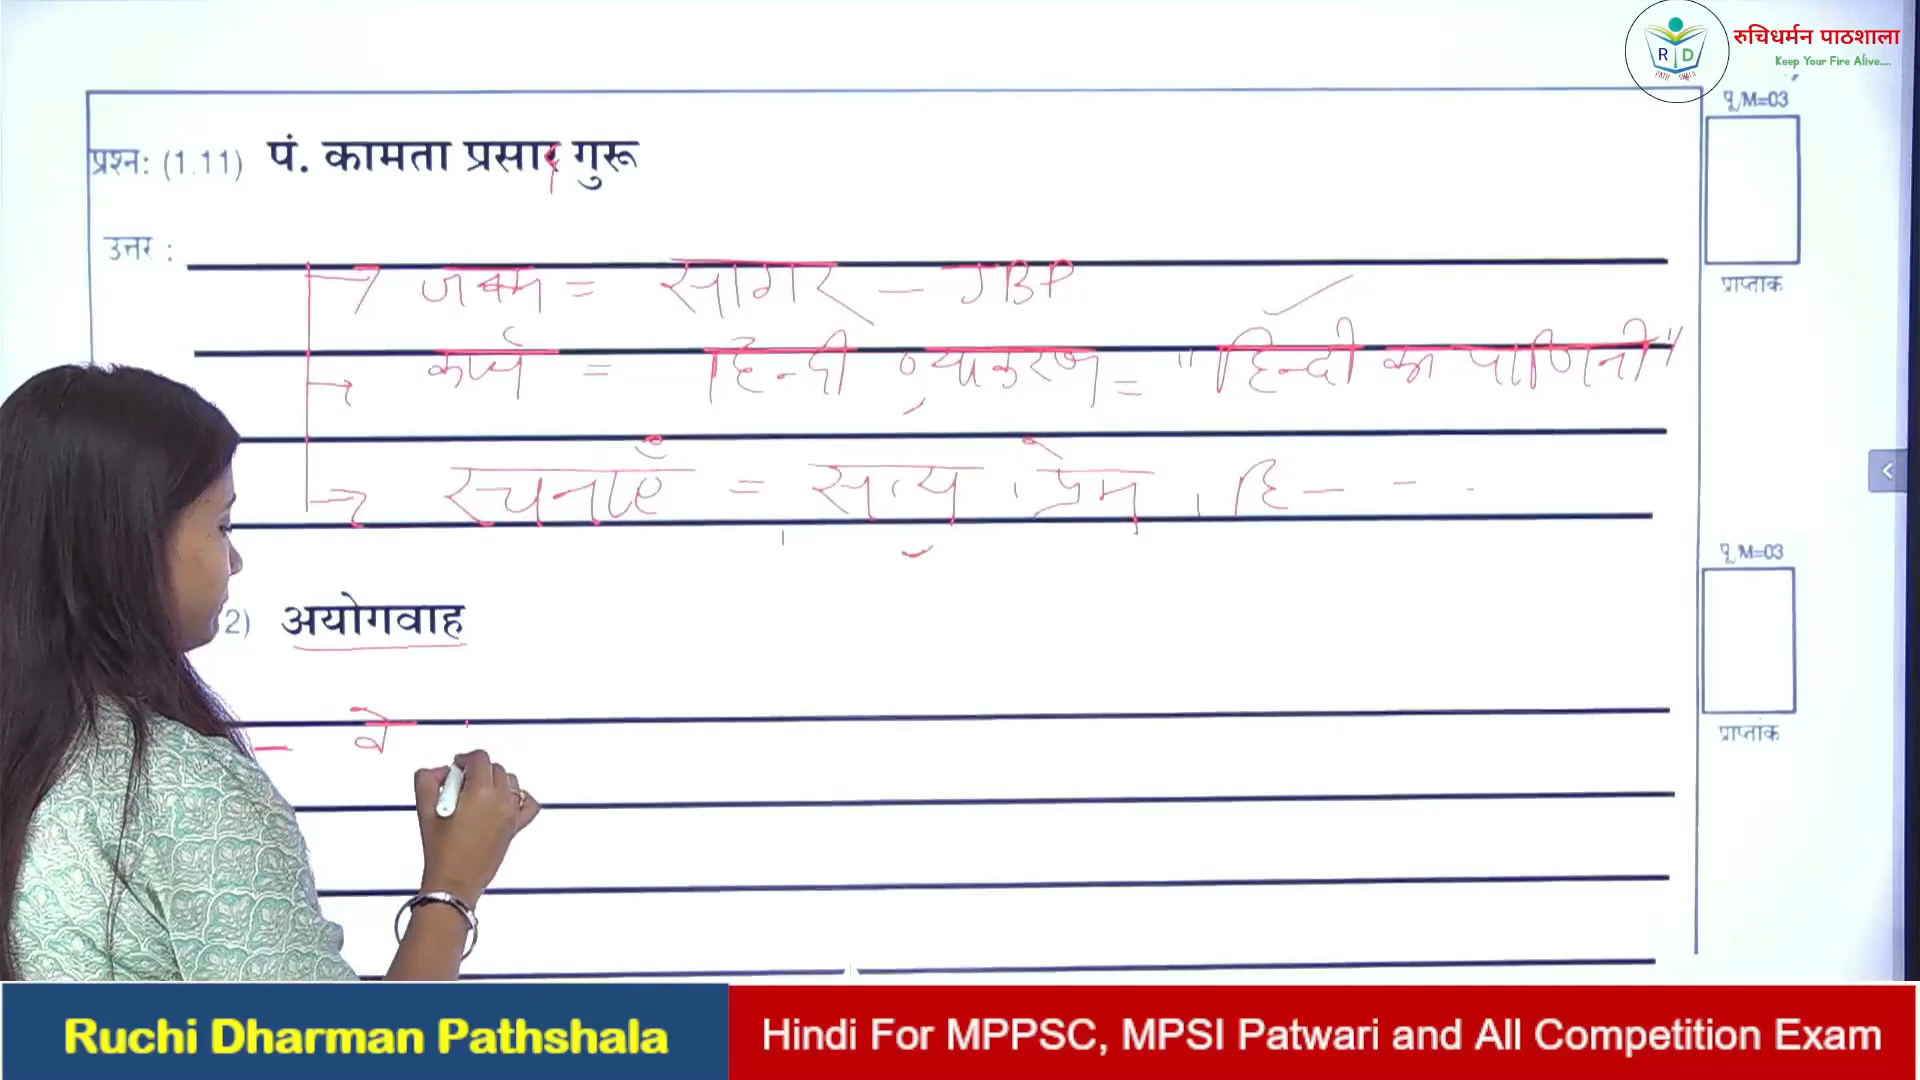 रुचिधर्मन पाठशाला
Keep Your Fire Alive....
R D
पू M=03
प्रश्न: (1.11) पं. कामता प्रसाद गुरू
उत्तर :
→ जन्म = सागर – JBP
प्राप्तांक
→ कार्य = हिन्दी व्याकरण = "हिन्दी का पाणिनी"
→ रचनाएँ = सत्य, प्रेम, हि – - .
पू M=03
2) अयोगवाह
– वे
प्राप्तांक
Ruchi Dharman Pathshala
Hindi For MPPSC, MPSI Patwari and All Competition Exam